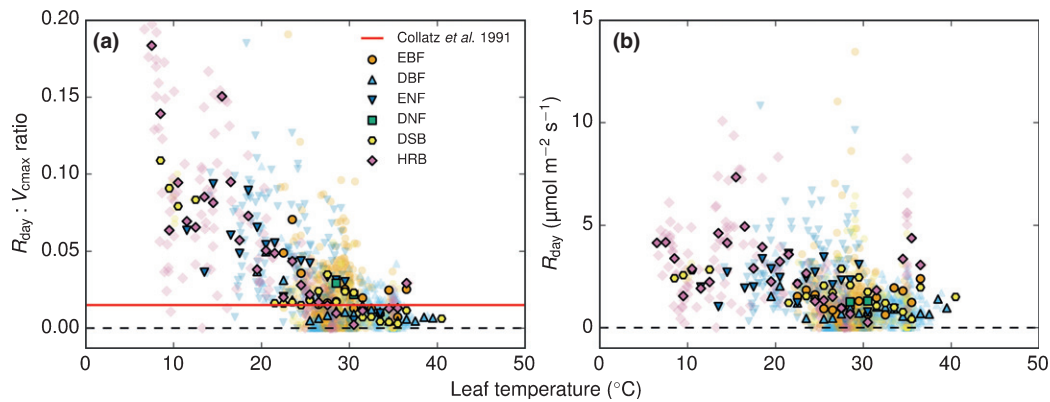 (a)
Collatz et al. 1991
EBF
DBF
ENF
DNF
DSB
HRB
0.20
0.15
0.10
0.05
0.00
Rday : Vcmax ratio
0 10 20 30 40 50
(b)
15
10
5
0
Rday (μmol m−2 s−1)
0 10 20 30 40 50
Leaf temperature (°C)